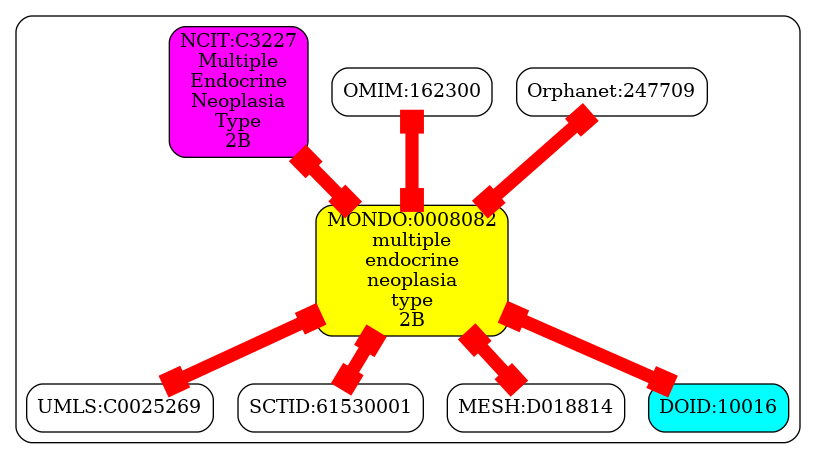 NCIT:C3227
Multiple
Endocrine
Neoplasia
Type
2B
OMIM:162300
Orphanet:247709
MONDO:0008082
multiple
endocrine
neoplasia
type
2B
UMLS:C0025269
SCTID:61530001
MESH:D018814
DOID:10016